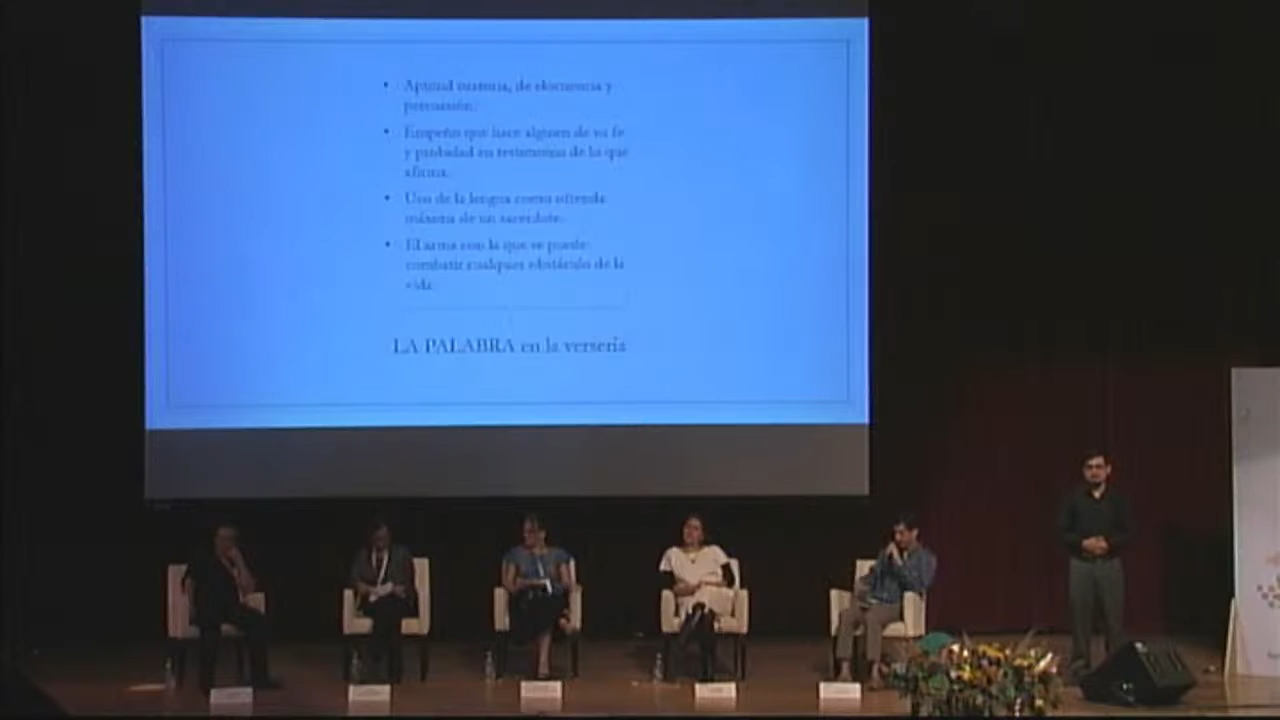 Aptitud oratoria, de elocuencia y
persuasión.
Empeño que hace alguien de su fe
y probidad en testimonio de lo que
afirma.
Uso de la lengua como ofrenda
máxima de un sacerdote.
El arma con la que se puede
combatir cualquier obstáculo de la
vida.
LA PALABRA en la versería